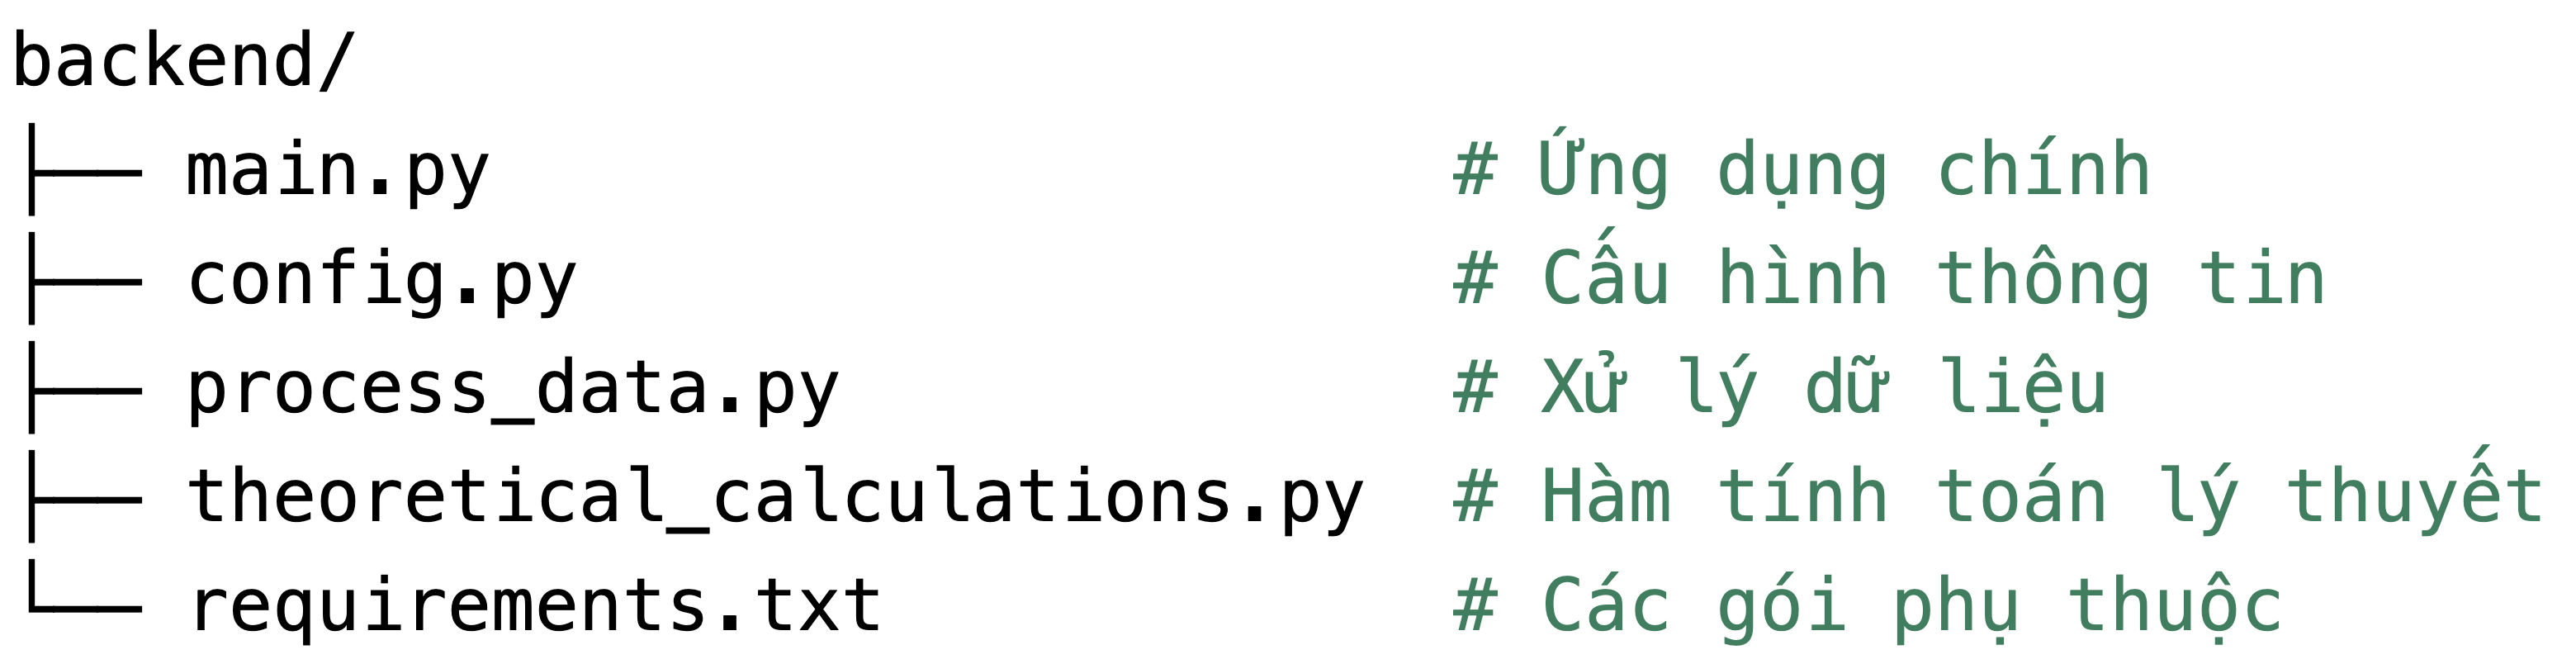 backend/
├── main.py # Ứng dụng chính
├── config.py # Cấu hình thông tin
├── process_data.py # Xử lý dữ liệu
├── theoretical_calculations.py # Hàm tính toán lý thuyết
└── requirements.txt # Các gói phụ thuộc